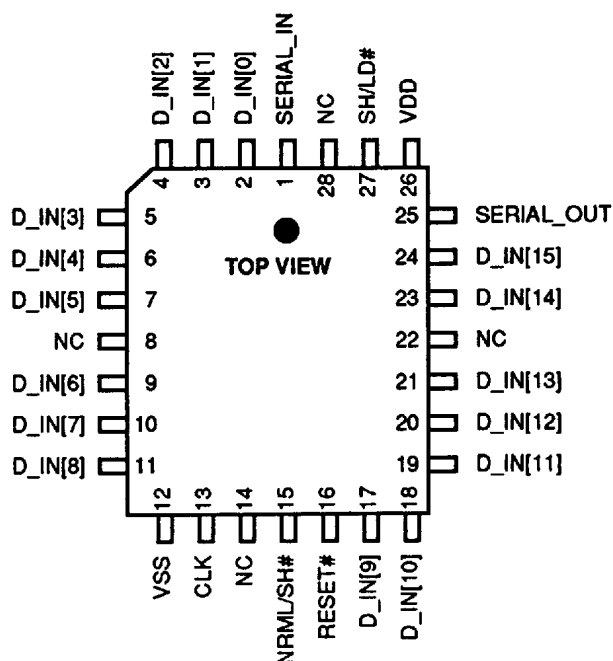 D_IN[2]
D_IN[1]
D_IN[0]
SERIAL_IN
NC
SH/LD#
VDD
4
3
2
1
28
27
26
D_IN[3] 5
25 SERIAL_OUT
D_IN[4] 6
TOP VIEW
24 D_IN[15]
D_IN[5] 7
23 D_IN[14]
NC 8
22 NC
D_IN[6] 9
21 D_IN[13]
D_IN[7] 10
20 D_IN[12]
D_IN[8] 11
19 D_IN[11]
12
13
14
15
16
17
18
VSS
CLK
NC
NRML/SH#
RESET#
D_IN[9]
D_IN[10]